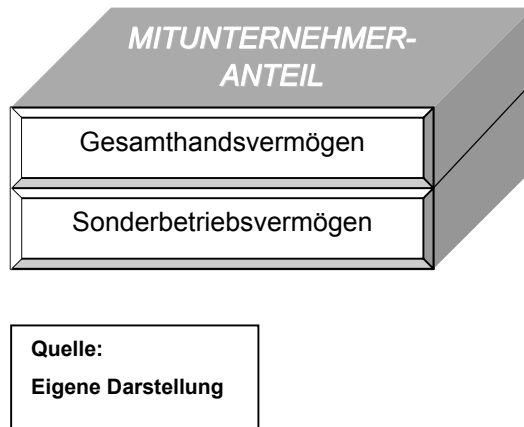 MITUNTERNEHMER-
ANTEIL
Gesamthandsvermögen
Sonderbetriebsvermögen
Quelle:
Eigene Darstellung